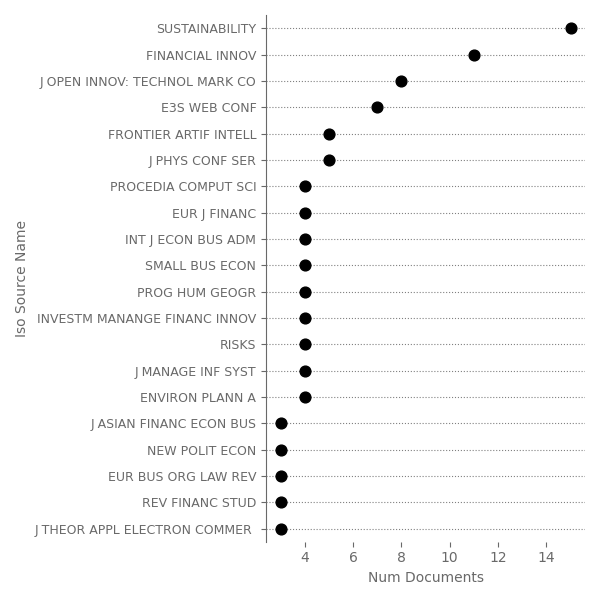 SUSTAINABILITY
FINANCIAL INNOV
J OPEN INNOV: TECHNOL MARK CO
E3S WEB CONF
FRONTIER ARTIF INTELL
J PHYS CONF SER
PROCEDIA COMPUT SCI
EUR J FINANC
INT J ECON BUS ADM
SMALL BUS ECON
PROG HUM GEOGR
INVESTM MANANGE FINANC INNOV
RISKS
J MANAGE INF SYST
ENVIRON PLANN A
J ASIAN FINANC ECON BUS
NEW POLIT ECON
EUR BUS ORG LAW REV
REV FINANC STUD
J THEOR APPL ELECTRON COMMER
Iso Source Name
4 6 8 10 12 14
Num Documents